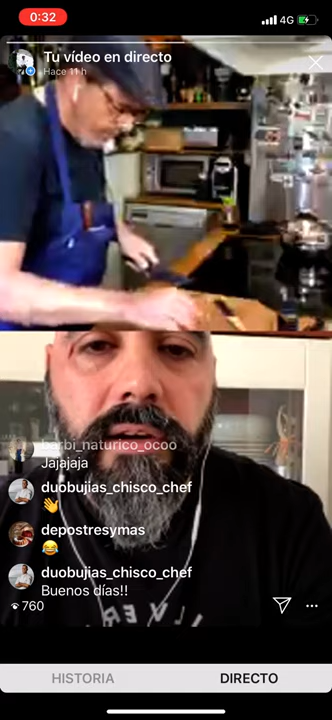 0:32
4G
Tu vídeo en directo
Hace 11 h
barbi_naturico_ocoo
Jajajaja
duobujias_chisco_chef
👋
depostresymas
😂
duobujias_chisco_chef
Buenos días!!
760
HISTORIA
DIRECTO